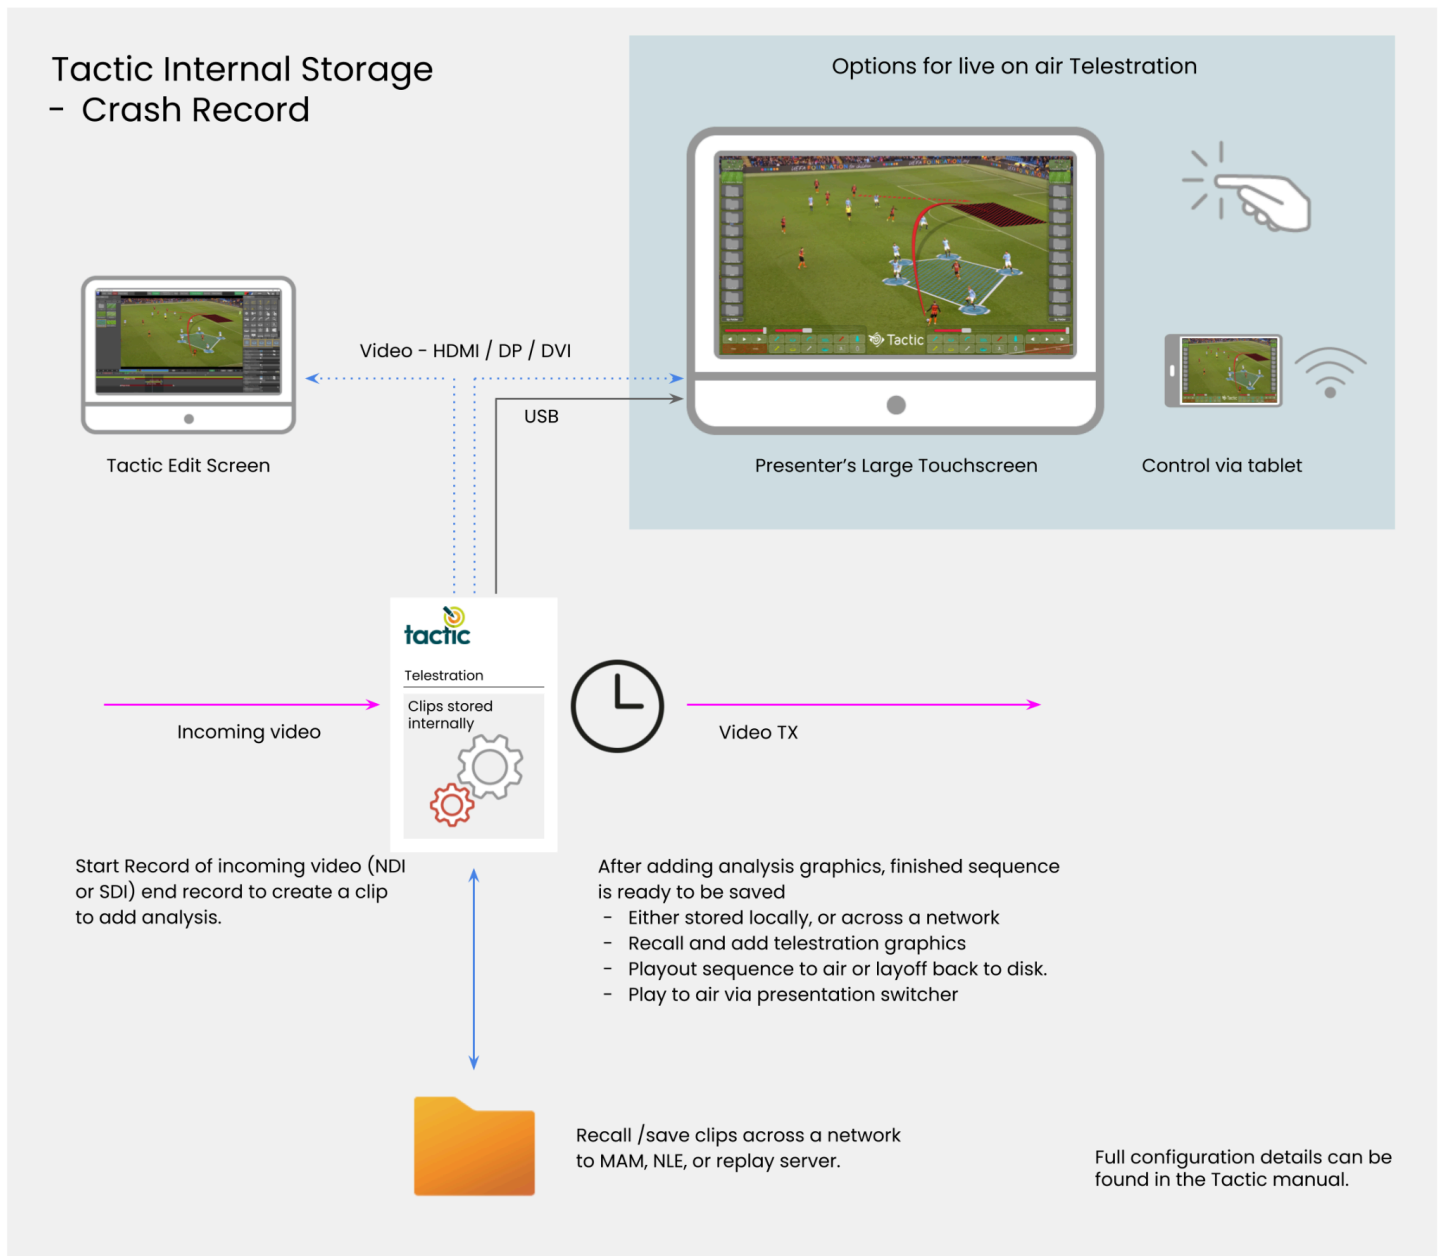 Tactic Internal Storage
- Crash Record
Options for live on air Telestration
Tactic
Video - HDMI / DP / DVI
USB
Tactic Edit Screen
Presenter's Large Touchscreen
Control via tablet
tactic
Telestration
Clips stored
internally
Incoming video
Video TX
Start Record of incoming video (NDI
or SDI) end record to create a clip
to add analysis.
After adding analysis graphics, finished sequence
is ready to be saved
- Either stored locally, or across a network
- Recall and add telestration graphics
- Playout sequence to air or layoff back to disk.
- Play to air via presentation switcher
Recall /save clips across a network
to MAM, NLE, or replay server.
Full configuration details can be
found in the Tactic manual.